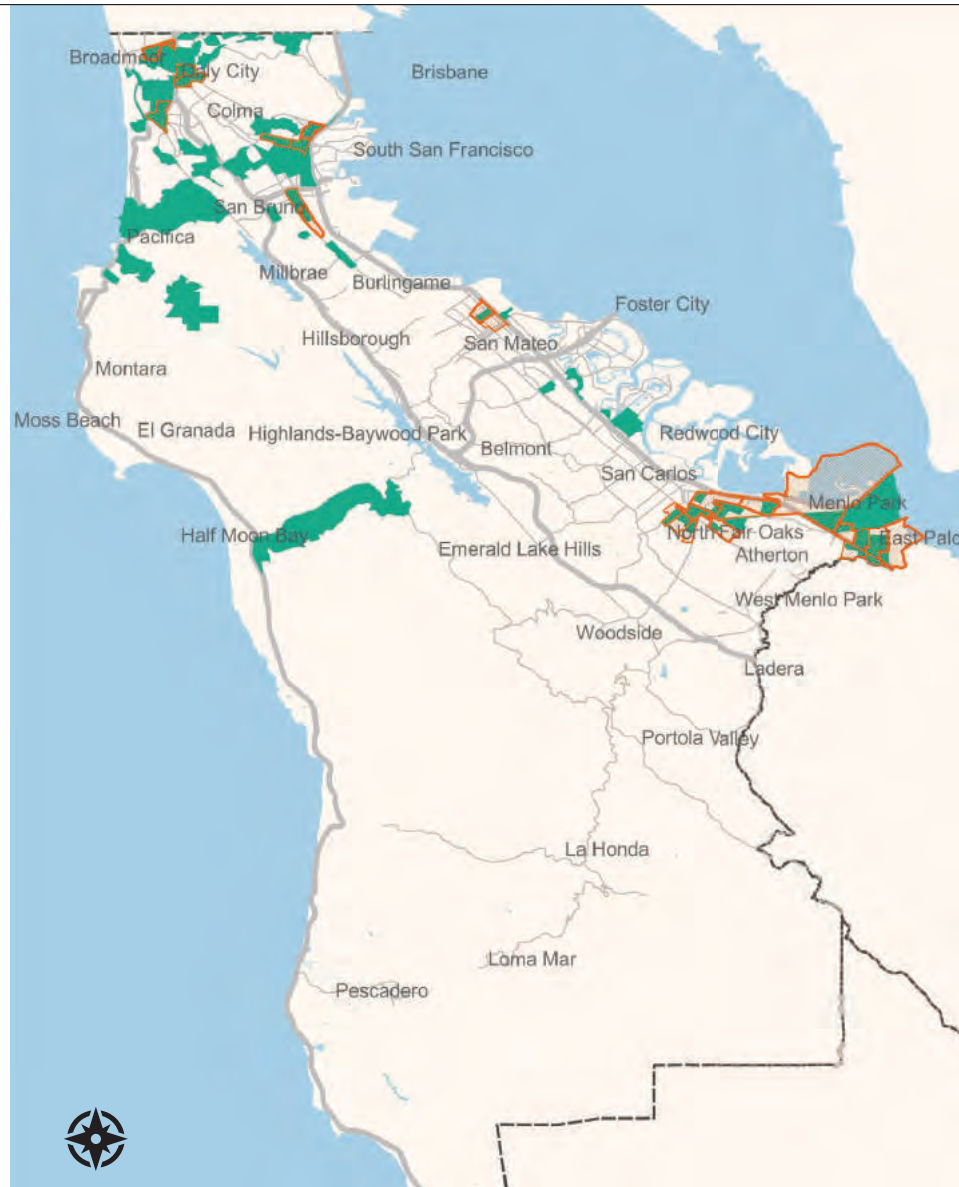 Broadmoor
Daly City
Brisbane
Colma
South San Francisco
San Bruno
Pacifica
Millbrae
Burlingame
Foster City
Hillsborough
San Mateo
Montara
Moss Beach
El Granada
Highlands-Baywood Park
Redwood City
Belmont
San Carlos
Menlo Park
Half Moon Bay
North Fair Oaks
East Palo
Emerald Lake Hills
Atherton
West Menlo Park
Woodside
Ladera
Portola Valley
La Honda
Loma Mar
Pescadero